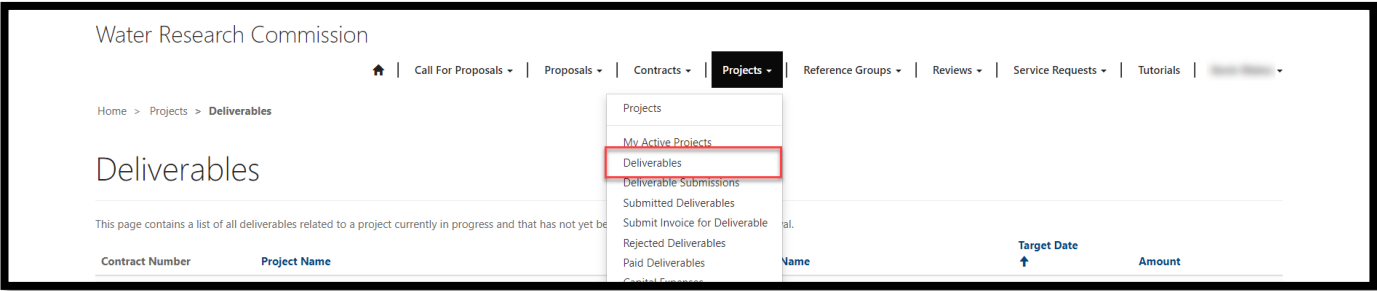 Water Research Commission
Call For Proposals
Proposals
Contracts
Projects
Reference Groups
Reviews
Service Requests
Tutorials
Home > Projects > Deliverables
Projects
My Active Projects
Deliverables
Deliverable Submissions
Submitted Deliverables
Submit Invoice for Deliverable
Rejected Deliverables
Paid Deliverables
Capital Expenses
Deliverables
This page contains a list of all deliverables related to a project currently in progress and that has not yet be
Contract Number
Project Name
Name
Target Date
Amount